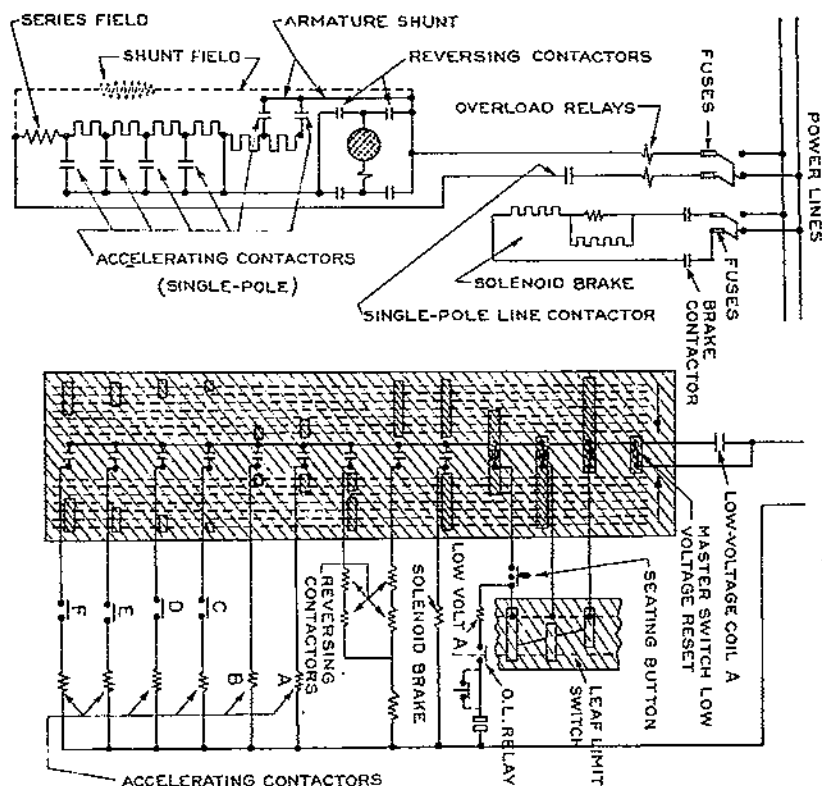 SERIES FIELD
ARMATURE SHUNT
SHUNT FIELD
REVERSING CONTACTORS
FUSES
OVERLOAD RELAYS
POWER LINES
ACCELERATING CONTACTORS
(SINGLE-POLE)
SOLENOID BRAKE
SINGLE-POLE LINE CONTACTOR
FUSES
BRAKE
CONTACTOR
LOW-VOLTAGE COIL A
MASTER SWITCH LOW
VOLTAGE RESET
SEATING BUTTON
LEAF LIMIT
SWITCH
O.L. RELAY
LOW VOLT A
SOLENOID BRAKE
REVERSING
CONTACTORS
F
E
D
C
B
A
ACCELERATING CONTACTORS